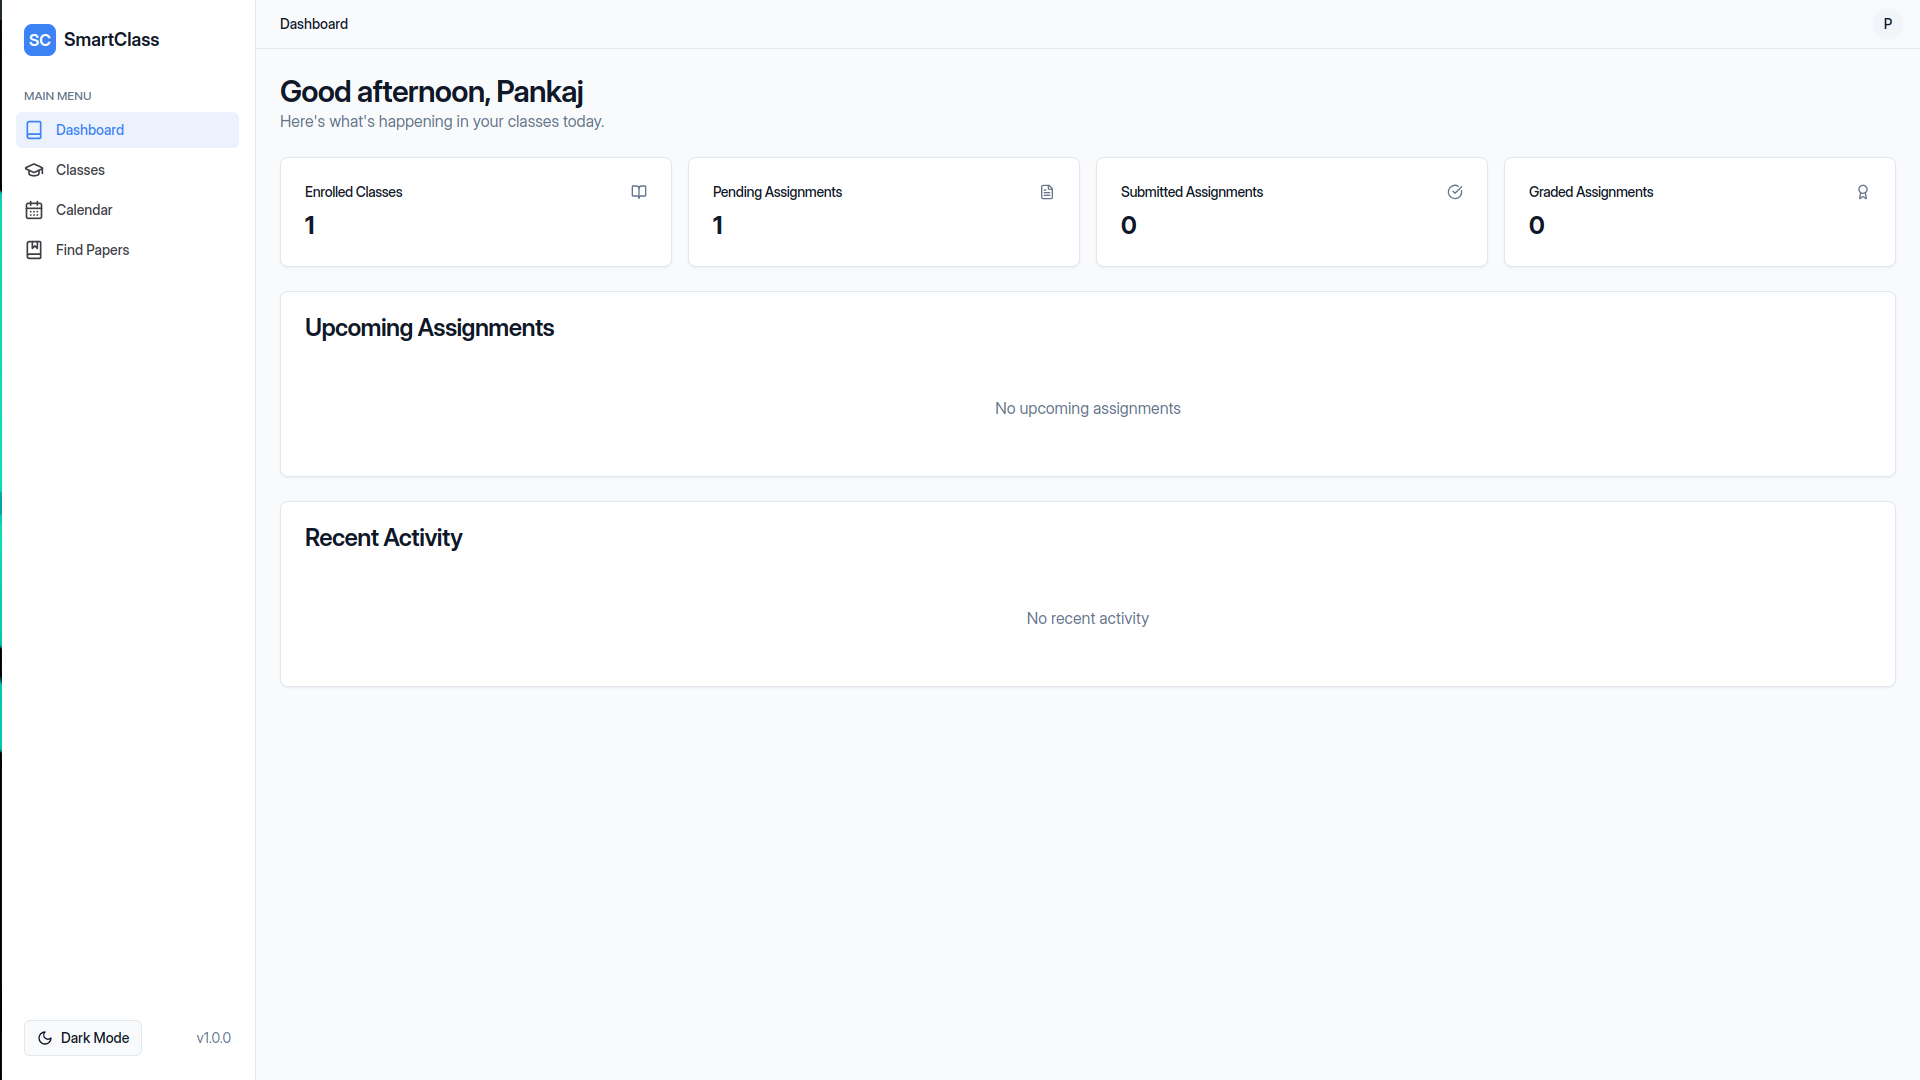 SC SmartClass
MAIN MENU
Dashboard
Classes
Calendar
Find Papers
Dark Mode
v1.0.0
Dashboard
P
Good afternoon, Pankaj
Here's what's happening in your classes today.
Enrolled Classes
1
Pending Assignments
1
Submitted Assignments
0
Graded Assignments
0
Upcoming Assignments
No upcoming assignments
Recent Activity
No recent activity